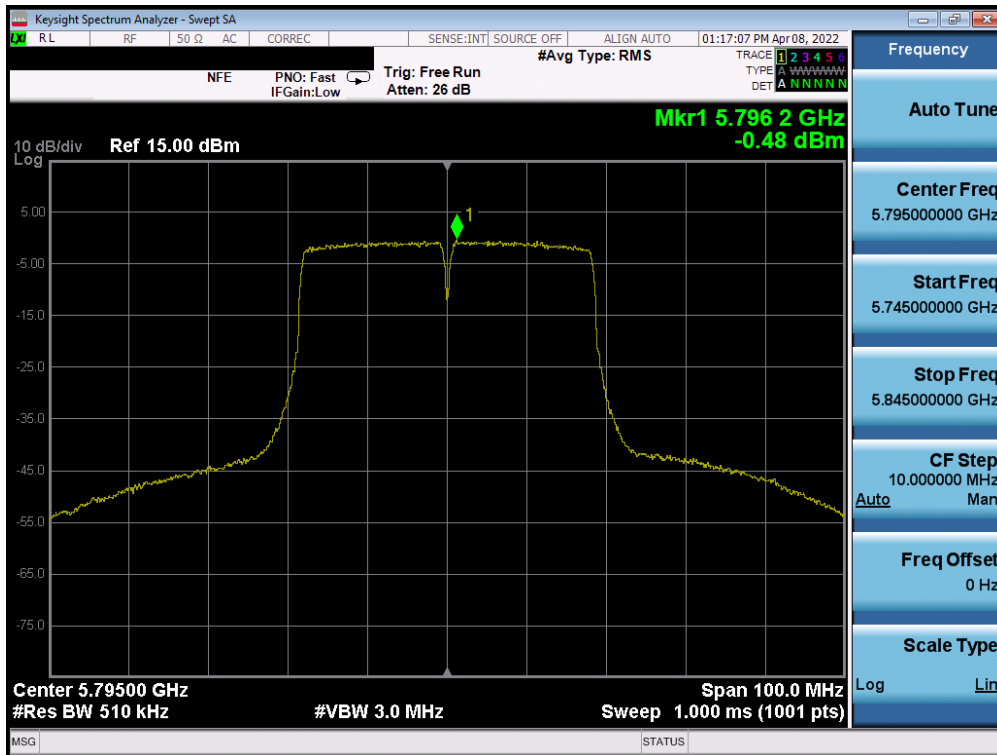 Keysight Spectrum Analyzer - Swept SA
LXI RL RF 50 Ω AC CORREC SENSE:INT SOURCE OFF ALIGN AUTO 01:17:07 PM Apr 08, 2022
#Avg Type: RMS TRACE 1 2 3 4 5 6
NFE PNO: Fast Trig: Free Run TYPE A WWWWW
IFGain:Low Atten: 26 dB DET A N N N N N
Mkr1 5.796 2 GHz
-0.48 dBm
10 dB/div Ref 15.00 dBm
Log
1
5.00
-5.00
-15.0
-25.0
-35.0
-45.0
-55.0
-65.0
-75.0
Center 5.79500 GHz Span 100.0 MHz
#Res BW 510 kHz #VBW 3.0 MHz Sweep 1.000 ms (1001 pts)
MSG STATUS
Frequency
Auto Tune
Center Freq
5.795000000 GHz
Start Freq
5.745000000 GHz
Stop Freq
5.845000000 GHz
CF Step
10.000000 MHz
Auto Man
Freq Offset
0 Hz
Scale Type
Log Lin